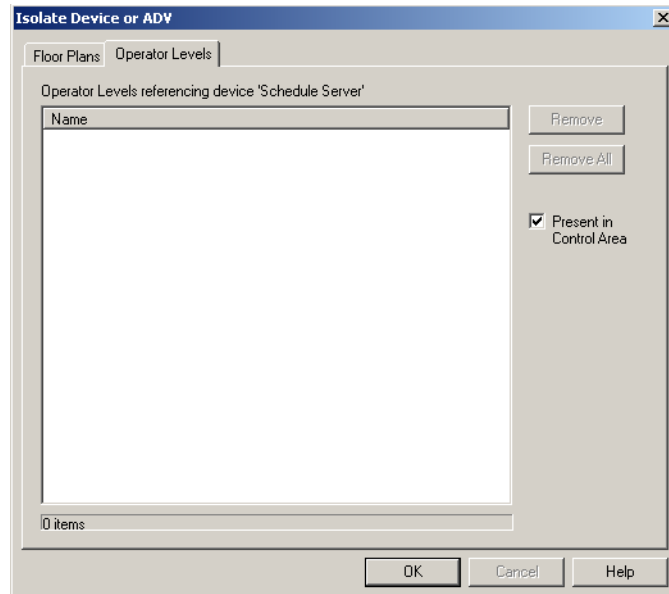 Isolate Device or ADV
Floor Plans
Operator Levels
Operator Levels referencing device 'Schedule Server'
Name
Remove
Remove All
Present in
Control Area
0 items
OK
Cancel
Help